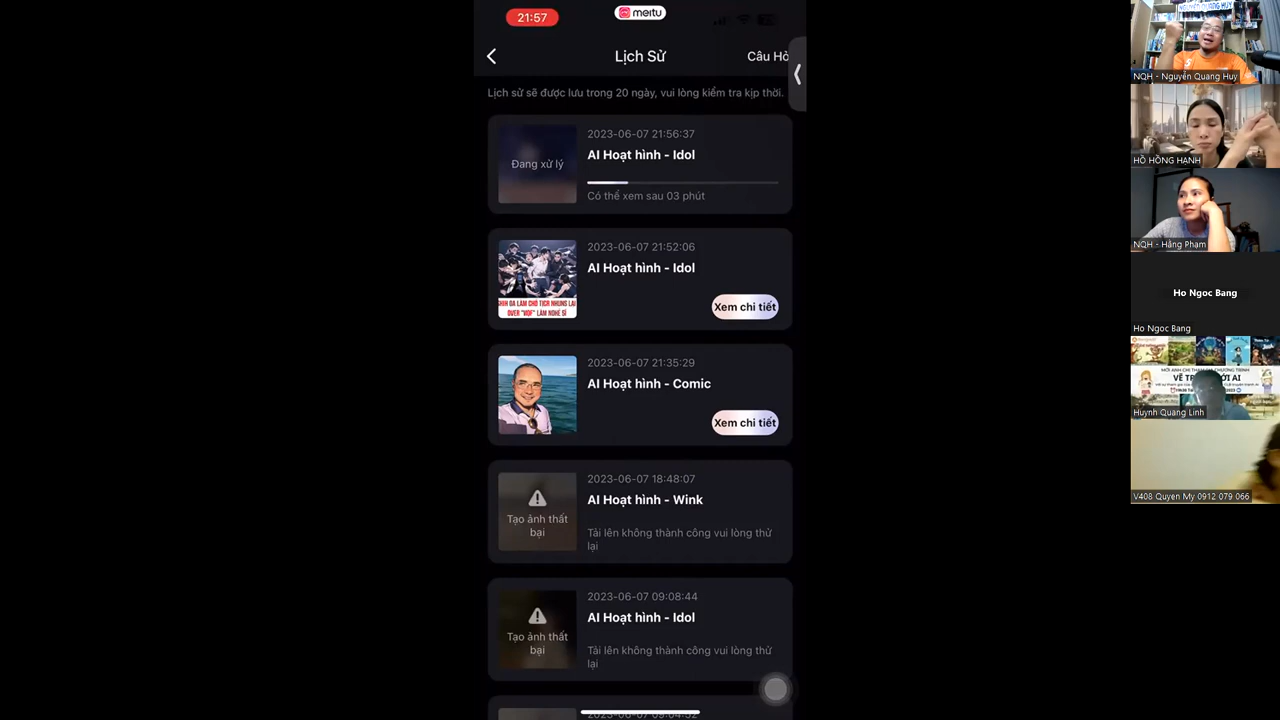 21:57
meitu
Lịch Sử
Câu Hỏ
Lịch sử sẽ được lưu trong 20 ngày, vui lòng kiểm tra kịp thời.
2023-06-07 21:56:37
AI Hoạt hình - Idol
Đang xử lý
Có thể xem sau 03 phút
2023-06-07 21:52:06
AI Hoạt hình - Idol
Xem chi tiết
2023-06-07 21:35:29
AI Hoạt hình - Comic
Xem chi tiết
2023-06-07 18:48:07
AI Hoạt hình - Wink
Tạo ảnh thất
bại
Tải lên không thành công vui lòng thử
lại
2023-06-07 09:08:44
AI Hoạt hình - Idol
Tạo ảnh thất
bại
Tải lên không thành công vui lòng thử
lại
NGUYỄN QUANG HUY
NQH - Nguyễn Quang Huy
HỒ HỒNG HẠNH
NQH - Hằng Phạm
Ho Ngoc Bang
Ho Ngoc Bang
Huynh Quang Linh
V408 Quyen My 0912 079 066